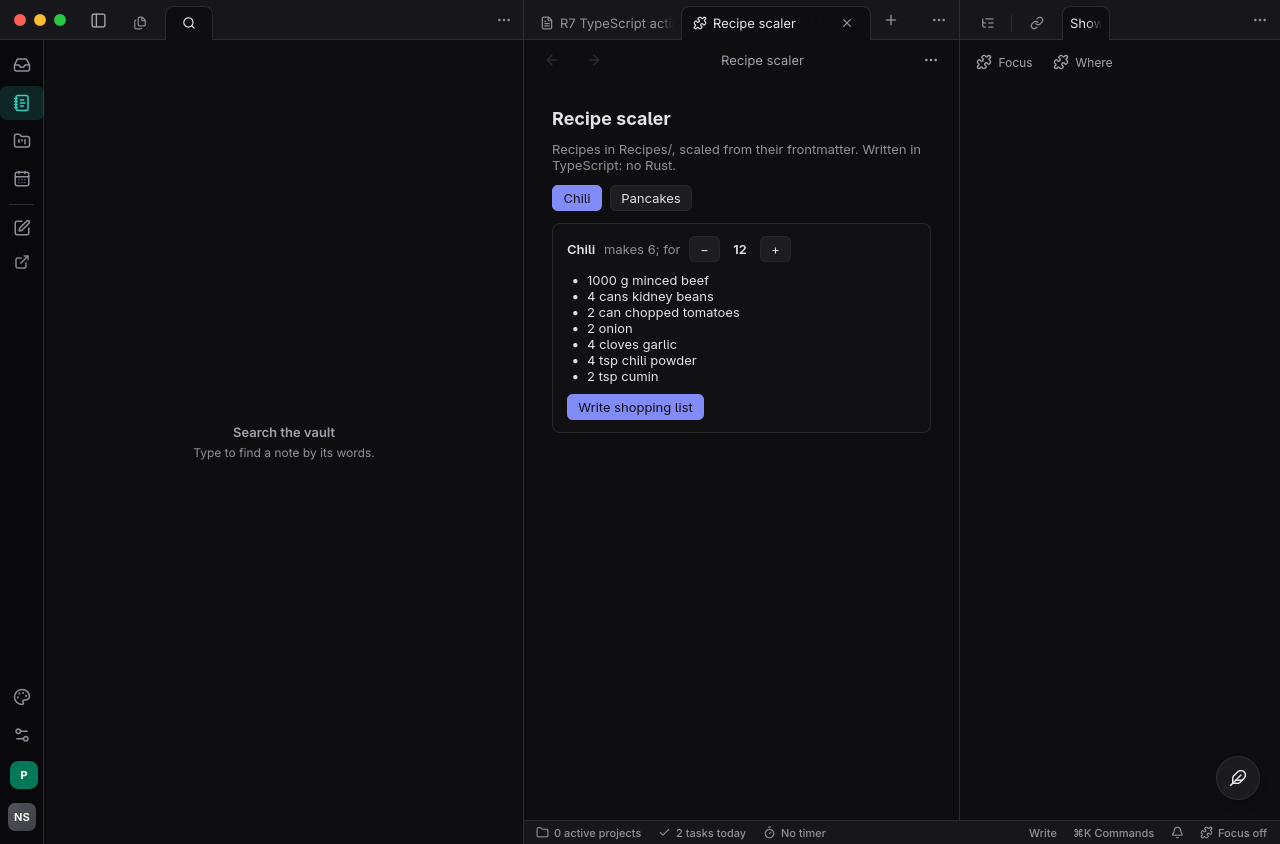 R7 TypeScript acti
Recipe scaler
Show
Recipe scaler
Focus
Where
Recipe scaler
Recipes in Recipes/, scaled from their frontmatter. Written in
TypeScript: no Rust.
Chili
Pancakes
Chili makes 6; for − 12 +
• 1000 g minced beef
• 4 cans kidney beans
• 2 can chopped tomatoes
• 2 onion
• 4 cloves garlic
• 4 tsp chili powder
• 2 tsp cumin
Write shopping list
Search the vault
Type to find a note by its words.
P
NS
0 active projects
2 tasks today
No timer
Write
⌘K Commands
Focus off